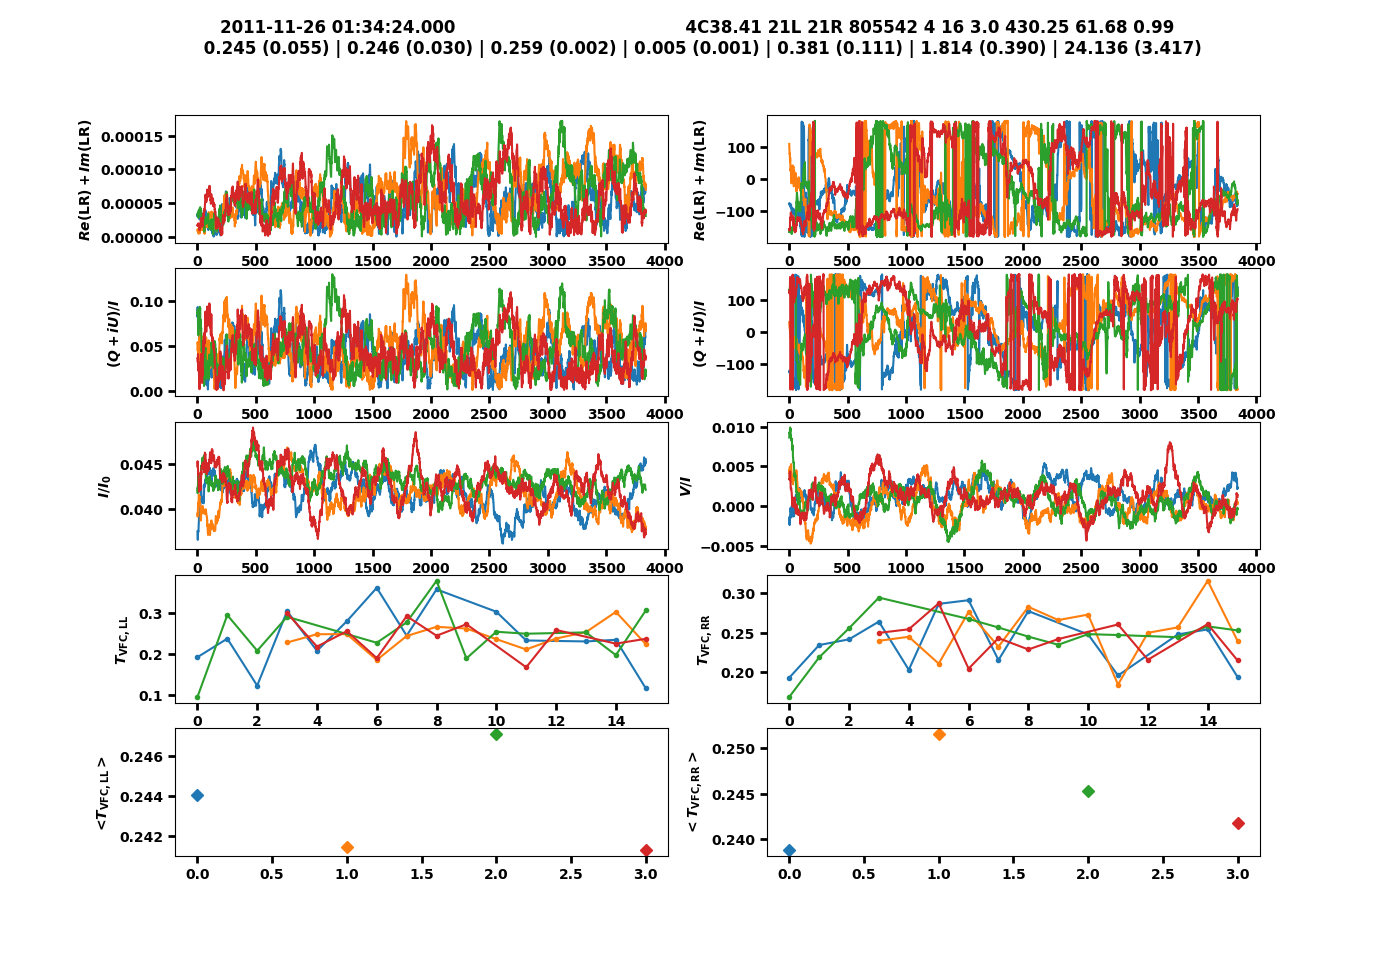 2011-11-26 01:34:24.000 4C38.41 21L 21R 805542 4 16 3.0 430.25 61.68 0.99
0.245 (0.055) | 0.246 (0.030) | 0.259 (0.002) | 0.005 (0.001) | 0.381 (0.111) | 1.814 (0.390) | 24.136 (3.417)
Re(LR) + Im(LR)
0.00015
0.00010
0.00005
0.00000
0 500 1000 1500 2000 2500 3000 3500 4000
Re(LR) + Im(LR)
100
0
−100
0 500 1000 1500 2000 2500 3000 3500 4000
(Q + iU)/I
0.10
0.05
0.00
0 500 1000 1500 2000 2500 3000 3500 4000
(Q + iU)/I
100
0
−100
0 500 1000 1500 2000 2500 3000 3500 4000
I/I0
0.045
0.040
0 500 1000 1500 2000 2500 3000 3500 4000
V/I
0.010
0.005
0.000
−0.005
0 500 1000 1500 2000 2500 3000 3500 4000
TVFC, LL
0.3
0.2
0.1
0 2 4 6 8 10 12 14
TVFC, RR
0.30
0.25
0.20
0 2 4 6 8 10 12 14
<TVFC, LL >
0.246
0.244
0.242
0.0 0.5 1.0 1.5 2.0 2.5 3.0
< TVFC, RR >
0.250
0.245
0.240
0.0 0.5 1.0 1.5 2.0 2.5 3.0